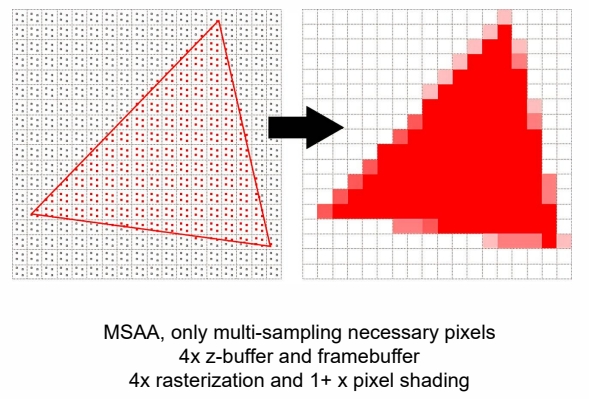 MSAA, only multi-sampling necessary pixels
4x z-buffer and framebuffer
4x rasterization and 1+ x pixel shading